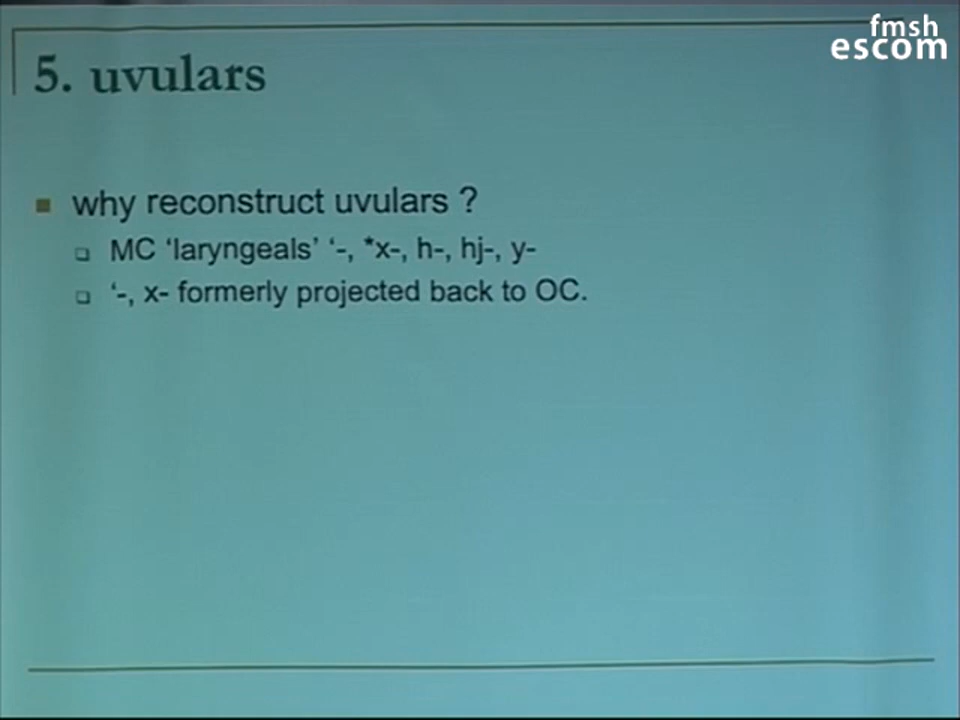 fmsh
escom
5. uvulars
why reconstruct uvulars ?
MC ‘laryngeals’ ‘-, *x-, h-, hj-, y-
‘-, x- formerly projected back to OC.